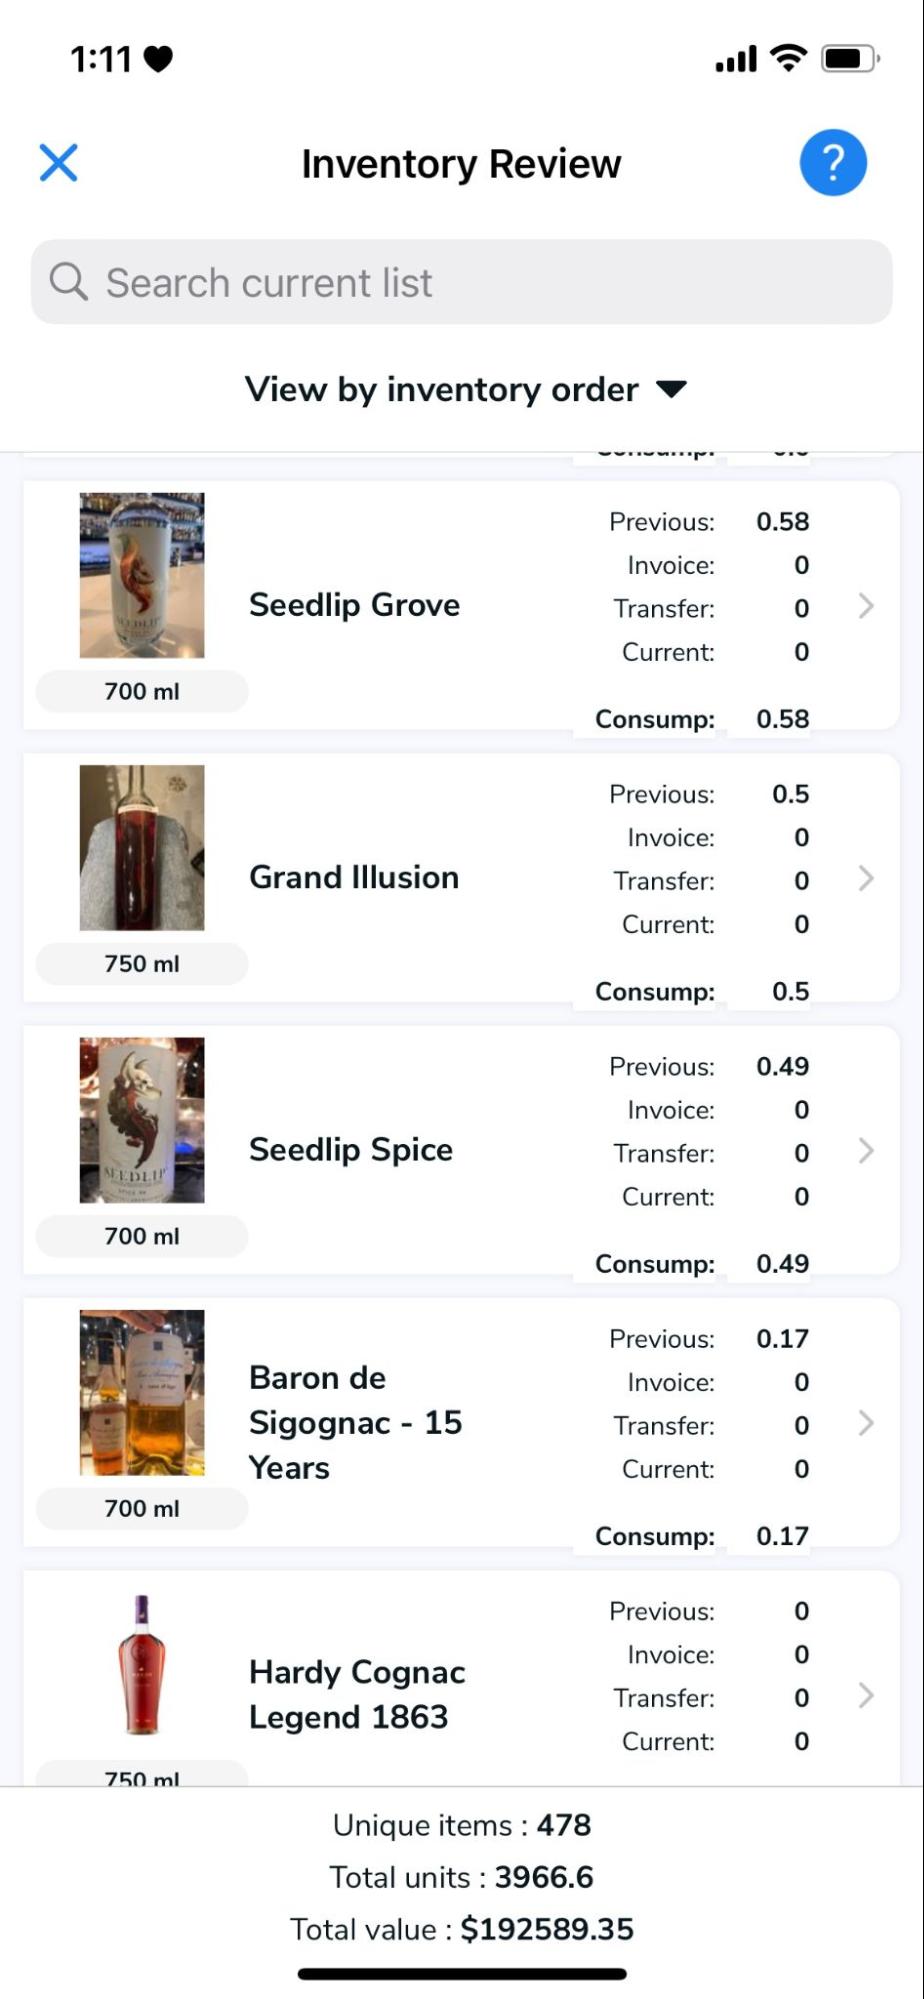 1:11
Inventory Review
?
Search current list
View by inventory order
Consump: 0.0
Previous: 0.58
Invoice: 0
Seedlip Grove
Transfer: 0
Current: 0
700 ml
Consump: 0.58
Previous: 0.5
Invoice: 0
Grand Illusion
Transfer: 0
Current: 0
750 ml
Consump: 0.5
Previous: 0.49
Invoice: 0
Seedlip Spice
Transfer: 0
Current: 0
SEEDLIP
700 ml
Consump: 0.49
Previous: 0.17
Invoice: 0
Baron de
Sigognac - 15
Years
Transfer: 0
Current: 0
700 ml
Consump: 0.17
Previous: 0
Invoice: 0
Hardy Cognac
Legend 1863
Transfer: 0
Current: 0
750 ml
Unique items : 478
Total units : 3966.6
Total value : $192589.35